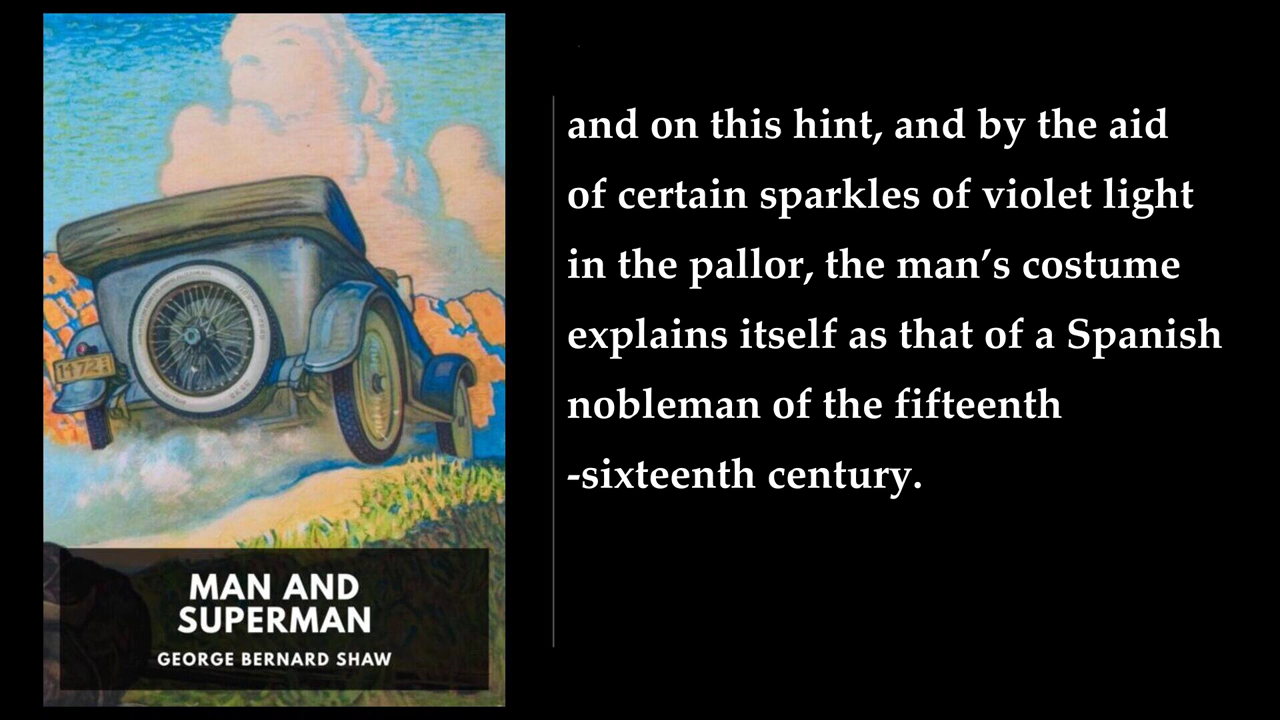 1472
MAN AND
SUPERMAN
GEORGE BERNARD SHAW
and on this hint, and by the aid
of certain sparkles of violet light
in the pallor, the man’s costume
explains itself as that of a Spanish
nobleman of the fifteenth
-sixteenth century.